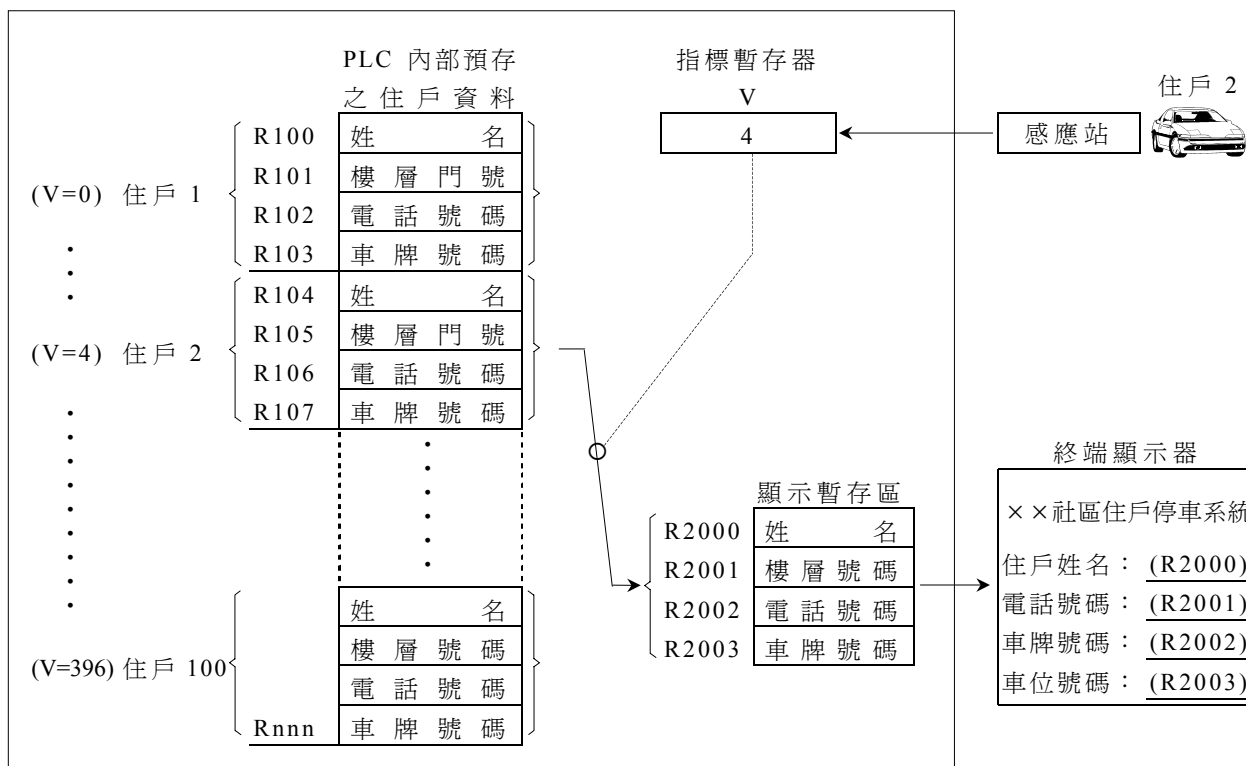 PLC 內部預存
之住戶資料
指標暫存器
V
4
住戶 2
感應站
R100 姓 名
R101 樓層門號
(V=0) 住戶 1
R102 電話號碼
R103 車牌號碼
R104 姓 名
R105 樓層門號
(V=4) 住戶 2
R106 電話號碼
R107 車牌號碼
顯示暫存區
R2000 姓 名
R2001 樓層號碼
R2002 電話號碼
R2003 車牌號碼
終端顯示器
××社區住戶停車系統
住戶姓名： (R2000)
電話號碼： (R2001)
車牌號碼： (R2002)
車位號碼： (R2003)
姓 名
樓層號碼
(V=396) 住戶 100
電話號碼
Rnnn 車牌號碼